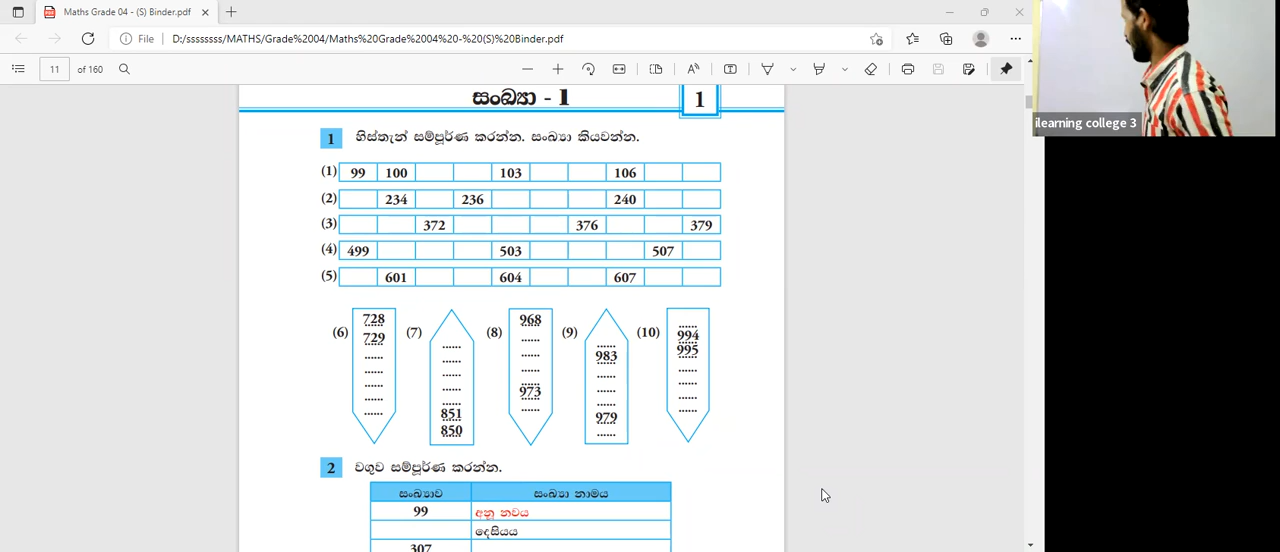 Maths Grade 04 - (S) Binder.pdf
File D:/ssssssss/MATHS/Grade%2004/Maths%20Grade%2004%20-%20(S)%20Binder.pdf
11 of 160
ilearning college 3
සංඛ්‍යා - 1 1
1 හිස්තැන් සම්පූර්ණ කරන්න. සංඛ්‍යා කියවන්න.
(1) 99 100 103 106
(2) 234 236 240
(3) 372 376 379
(4) 499 503 507
(5) 601 604 607
(6) 728 729
(7) 851 850
(8) 968 973
(9) 983 979
(10) 994 995
2 වගුව සම්පූර්ණ කරන්න.
සංඛ්‍යාව සංඛ්‍යා නාමය
99 අනූ නවය
දෙසියය
307